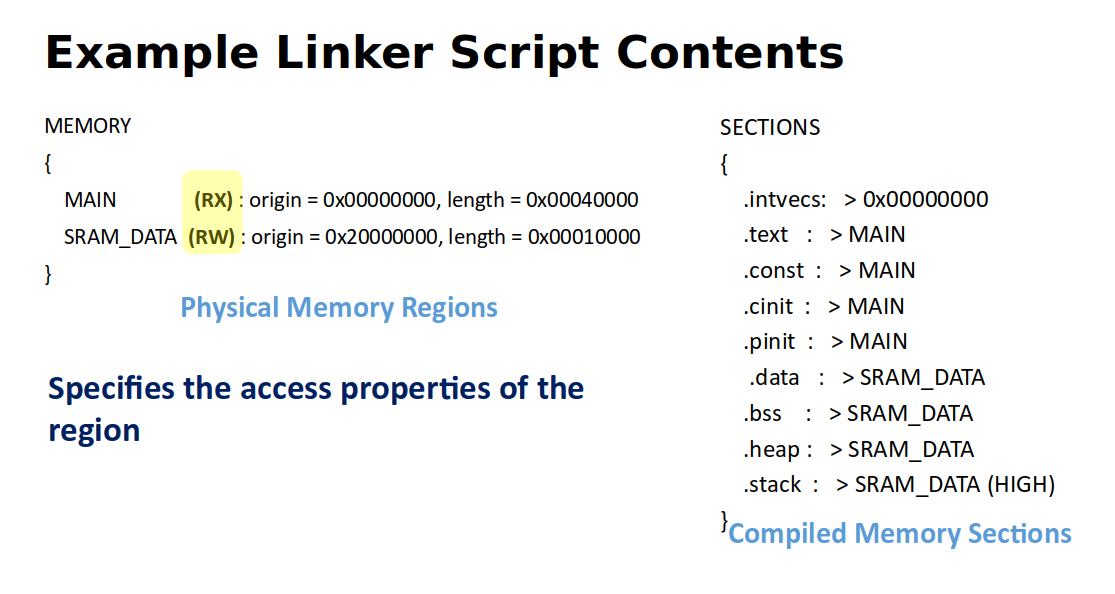 Example Linker Script Contents
MEMORY
{
MAIN (RX) : origin = 0x00000000, length = 0x00040000
SRAM_DATA (RW) : origin = 0x20000000, length = 0x00010000
}
Physical Memory Regions
Specifies the access properties of the
region
SECTIONS
{
.intvecs: > 0x00000000
.text : > MAIN
.const : > MAIN
.cinit : > MAIN
.pinit : > MAIN
.data : > SRAM_DATA
.bss : > SRAM_DATA
.heap : > SRAM_DATA
.stack : > SRAM_DATA (HIGH)
}
Compiled Memory Sections